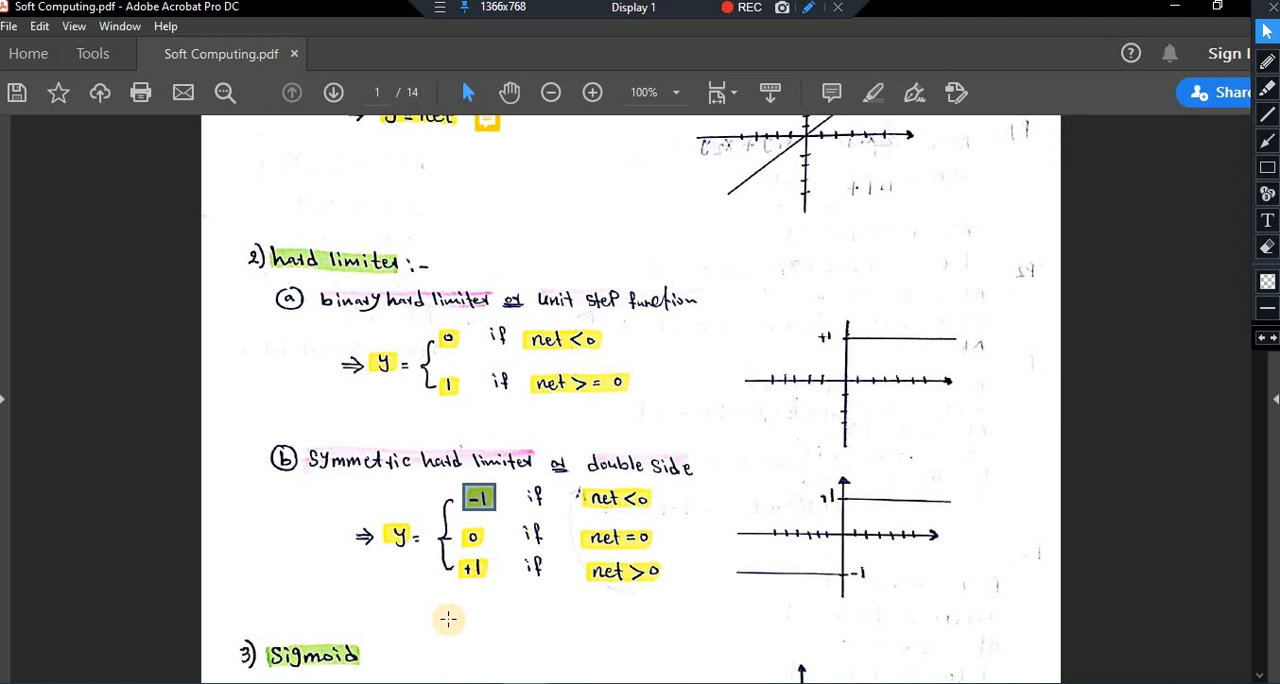 Soft Computing.pdf - Adobe Acrobat Pro DC
1366x768
Display 1
REC
File Edit View Window Help
Home Tools Soft Computing.pdf ×
Sign I
1 / 14
100%
Share
⇒ y = net
2) hard limiter :-
(a) binary hard limiter or unit step function
⇒ y = { 0 if net < 0
1 if net > = 0
+1
(b) Symmetric hard limiter or double side
⇒ y = { -1 if net < 0
0 if net = 0
+1 if net > 0
+1
-1
3) Sigmoid